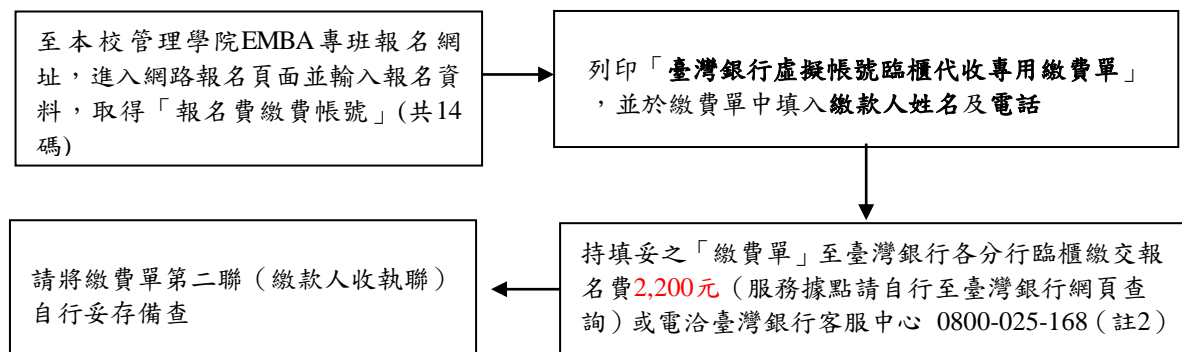 至本校管理學院EMBA專班報名網
址，進入網路報名頁面並輸入報名資
料，取得「報名費繳費帳號」(共14
碼)
列印「臺灣銀行虛擬帳號臨櫃代收專用繳費單」
，並於繳費單中填入繳款人姓名及電話
持填妥之「繳費單」至臺灣銀行各分行臨櫃繳交報
名費2,200元（服務據點請自行至臺灣銀行網頁查
詢）或電洽臺灣銀行客服中心 0800-025-168（註2）
請將繳費單第二聯（繳款人收執聯）
自行妥存備查